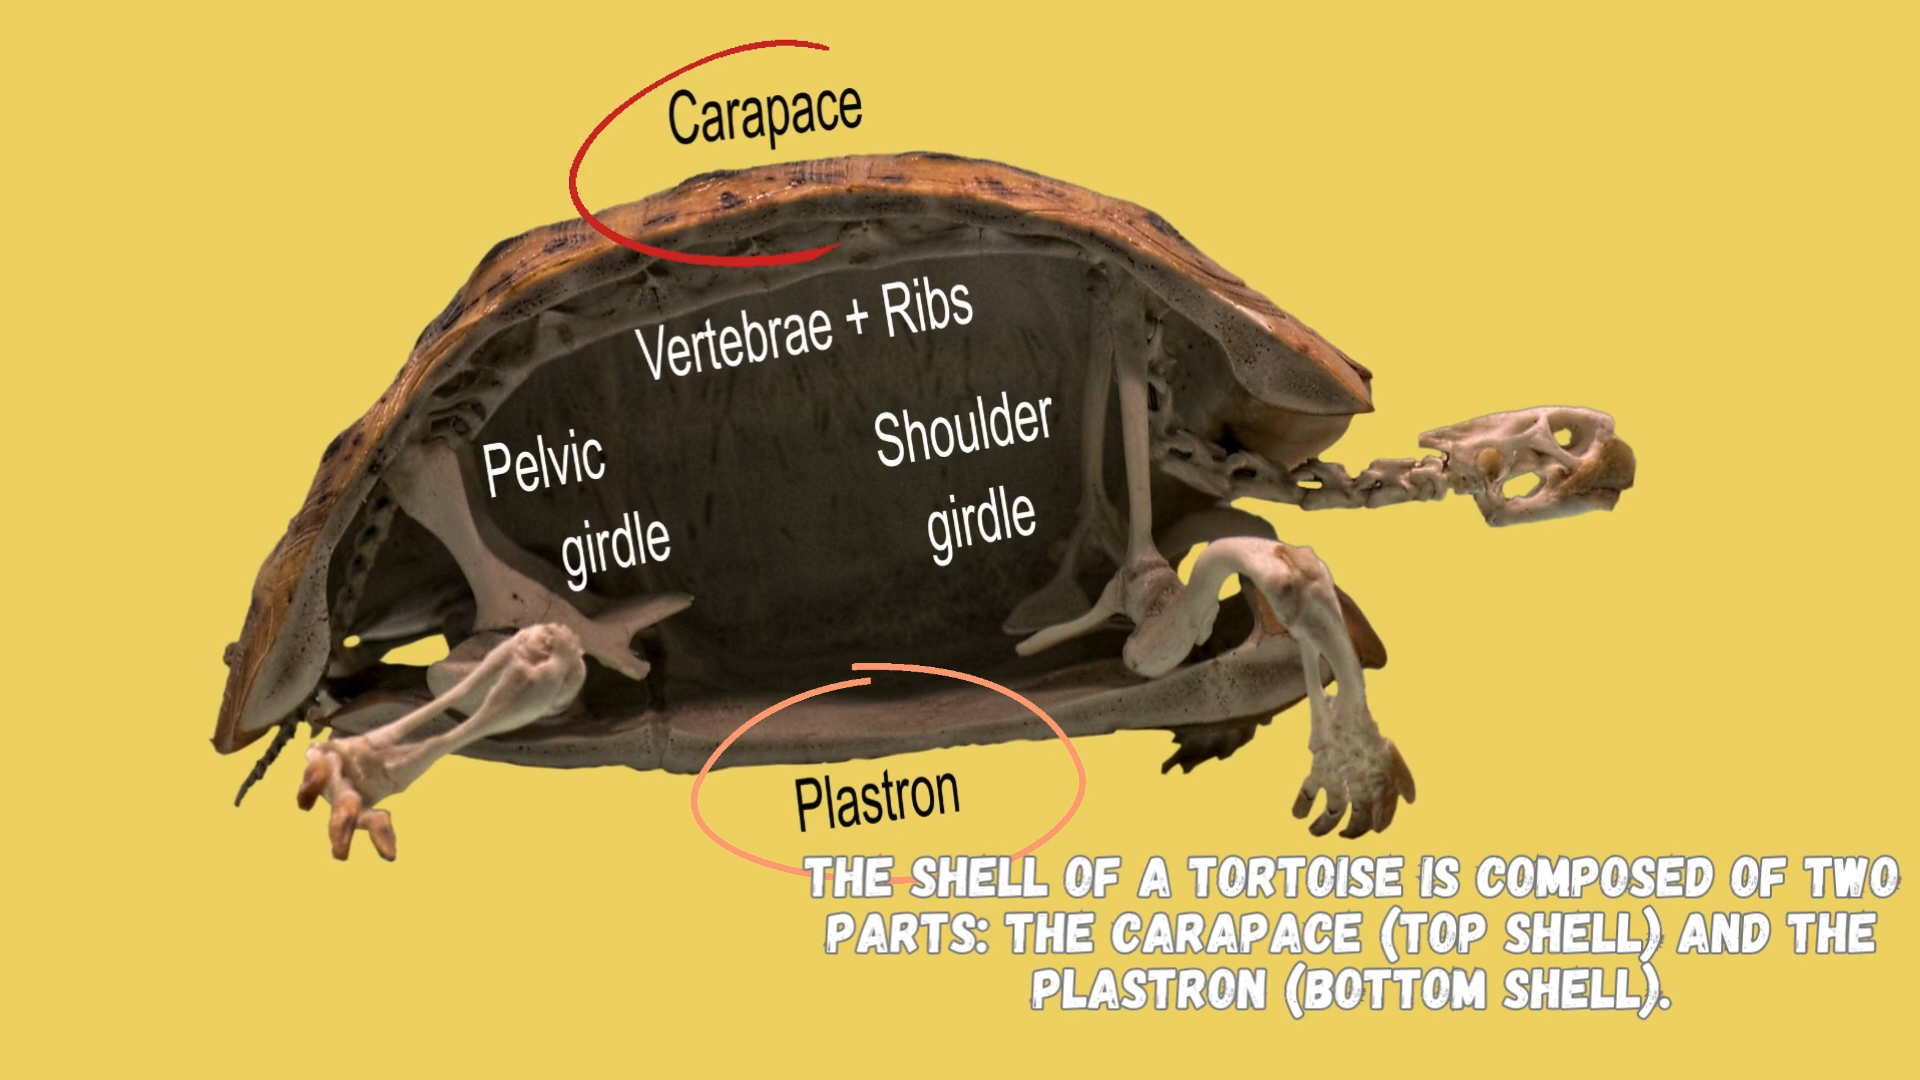 Carapace
Vertebrae + Ribs
Pelvic
girdle
Shoulder
girdle
Plastron
THE SHELL OF A TORTOISE IS COMPOSED OF TWO
PARTS: THE CARAPACE (TOP SHELL) AND THE
PLASTRON (BOTTOM SHELL).